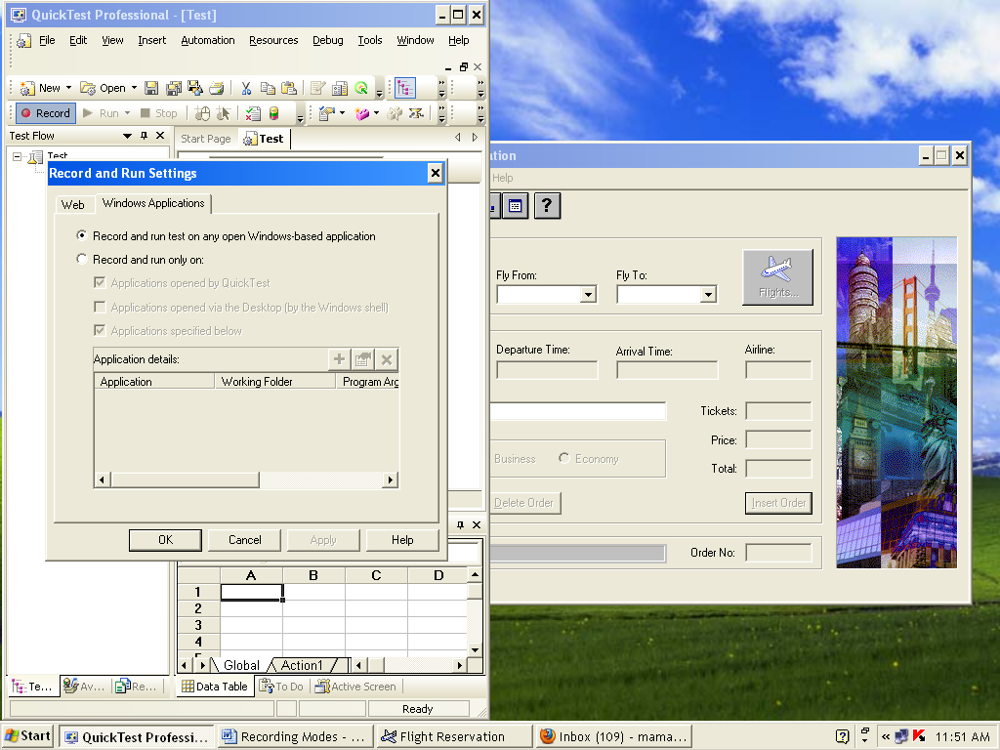 QuickTest Professional - [Test]
File Edit View Insert Automation Resources Debug Tools Window Help
New Open
Record Run Stop
Test Flow
Start Page Test
Test
Record and Run Settings
Web Windows Applications
Record and run test on any open Windows-based application
Record and run only on:
Applications opened by QuickTest
Applications opened via the Desktop (by the Windows shell)
Applications specified below
Application details:
Application Working Folder Program Arg
OK Cancel Apply Help
ation
Help
?
Fly From: Fly To:
Flights...
Departure Time: Arrival Time: Airline:
Tickets:
Price:
Business Economy
Total:
Delete Order Insert Order
Order No:
A B C D
1
2
3
4
Global Action1
Te... Av... Re... Data Table To Do Active Screen
Ready
Start QuickTest Professi... Recording Modes - ... Flight Reservation Inbox (109) - mama... ? « 11:51 AM